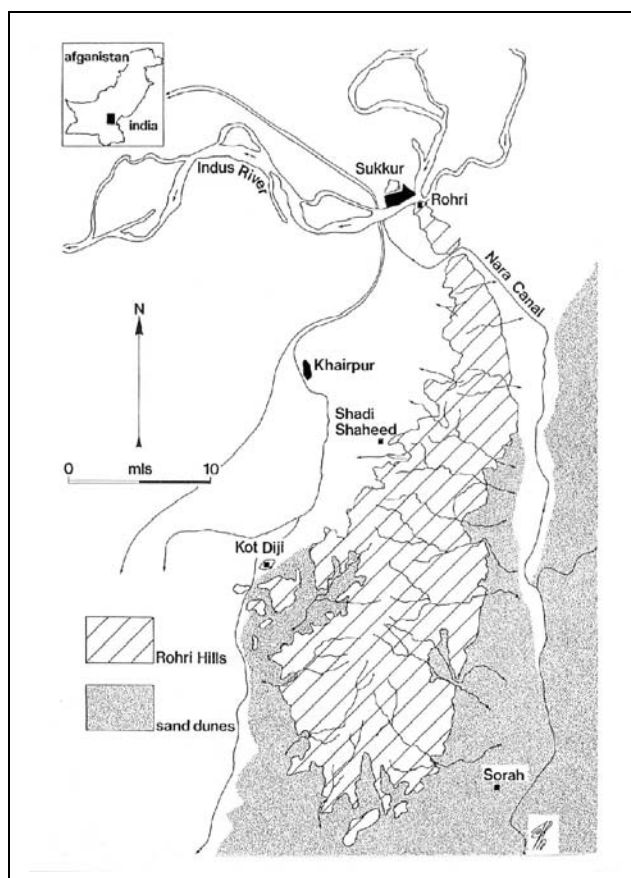 afganistan
india
Indus River
Sukkur
Rohri
Nara Canal
N
Khairpur
Shadi
Shaheed
0 mls 10
Kot Diji
Rohri Hills
sand dunes
Sorah